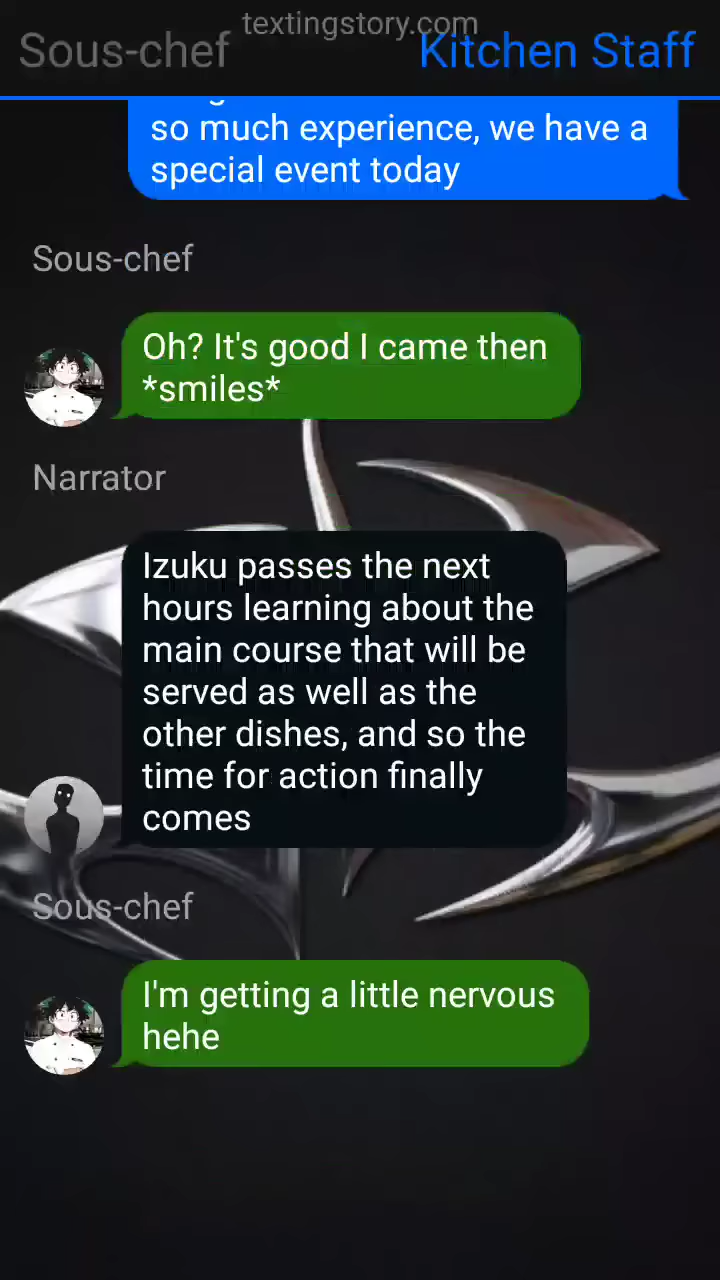 textingstory.com
Sous-chef
Kitchen Staff
so much experience, we have a
special event today
Sous-chef
Oh? It's good I came then
*smiles*
Narrator
Izuku passes the next
hours learning about the
main course that will be
served as well as the
other dishes, and so the
time for action finally
comes
Sous-chef
I'm getting a little nervous
hehe